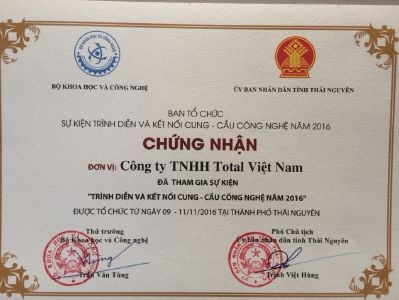 BỘ KHOA HỌC VÀ CÔNG NGHỆ
ỦY BAN NHÂN DÂN TỈNH THÁI NGUYÊN
BAN TỔ CHỨC
SỰ KIỆN TRÌNH DIỄN VÀ KẾT NỐI CUNG - CẦU CÔNG NGHỆ NĂM 2016
CHỨNG NHẬN
ĐƠN VỊ: Công ty TNHH Total Việt Nam
ĐÃ THAM GIA SỰ KIỆN
"TRÌNH DIỄN VÀ KẾT NỐI CUNG - CẦU CÔNG NGHỆ NĂM 2016"
ĐƯỢC TỔ CHỨC TỪ NGÀY 09 - 11/11/2016 TẠI THÀNH PHỐ THÁI NGUYÊN
Thứ trưởng
Bộ Khoa học và Công nghệ
Phó Chủ tịch
Ủy ban nhân dân tỉnh Thái Nguyên
Trần Văn Tùng
Trịnh Việt Hùng